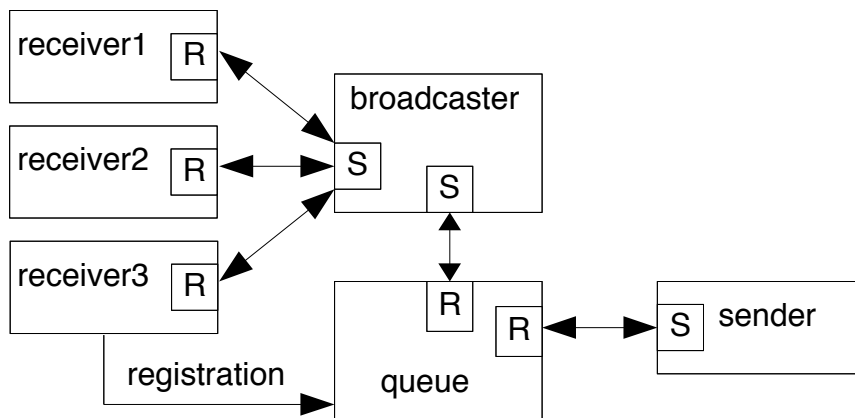 receiver1
R
broadcaster
receiver2
R
S
S
receiver3
R
R
R
S
sender
registration
queue